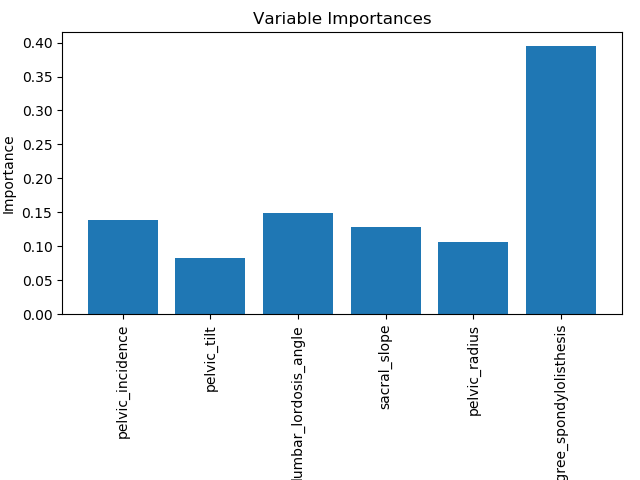 Variable Importances
Importance
0.40
0.35
0.30
0.25
0.20
0.15
0.10
0.05
0.00
pelvic_incidence
pelvic_tilt
lumbar_lordosis_angle
sacral_slope
pelvic_radius
gree_spondylolisthesis